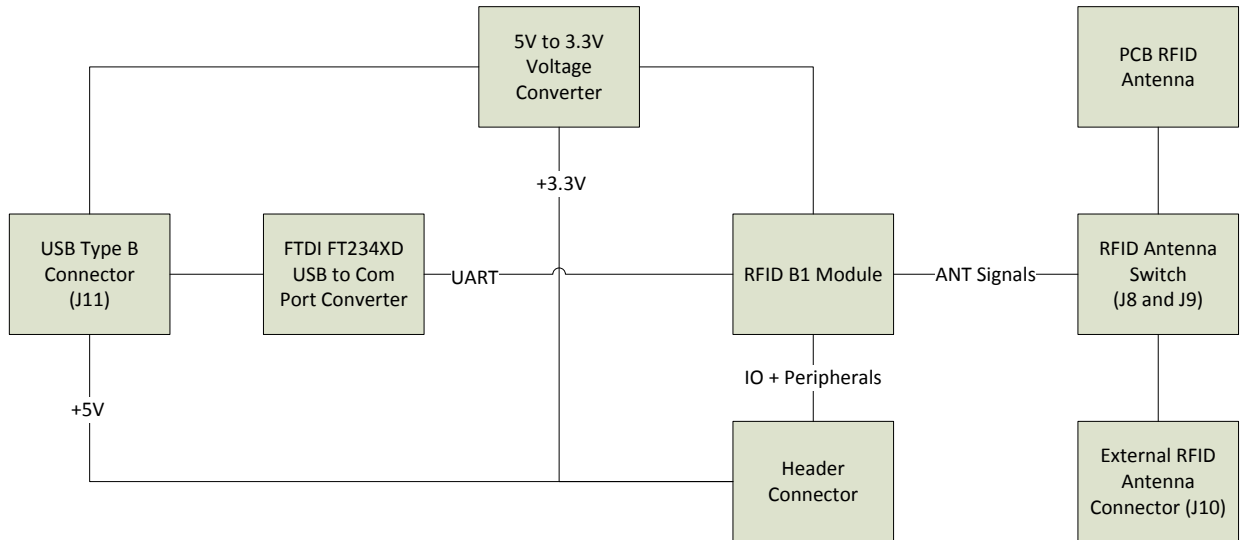 5V to 3.3V
Voltage
Converter
PCB RFID
Antenna
+3.3V
USB Type B
Connector
(J11)
FTDI FT234XD
USB to Com
Port Converter
UART
RFID B1 Module
ANT Signals
RFID Antenna
Switch
(J8 and J9)
IO + Peripherals
+5V
Header
Connector
External RFID
Antenna
Connector (J10)